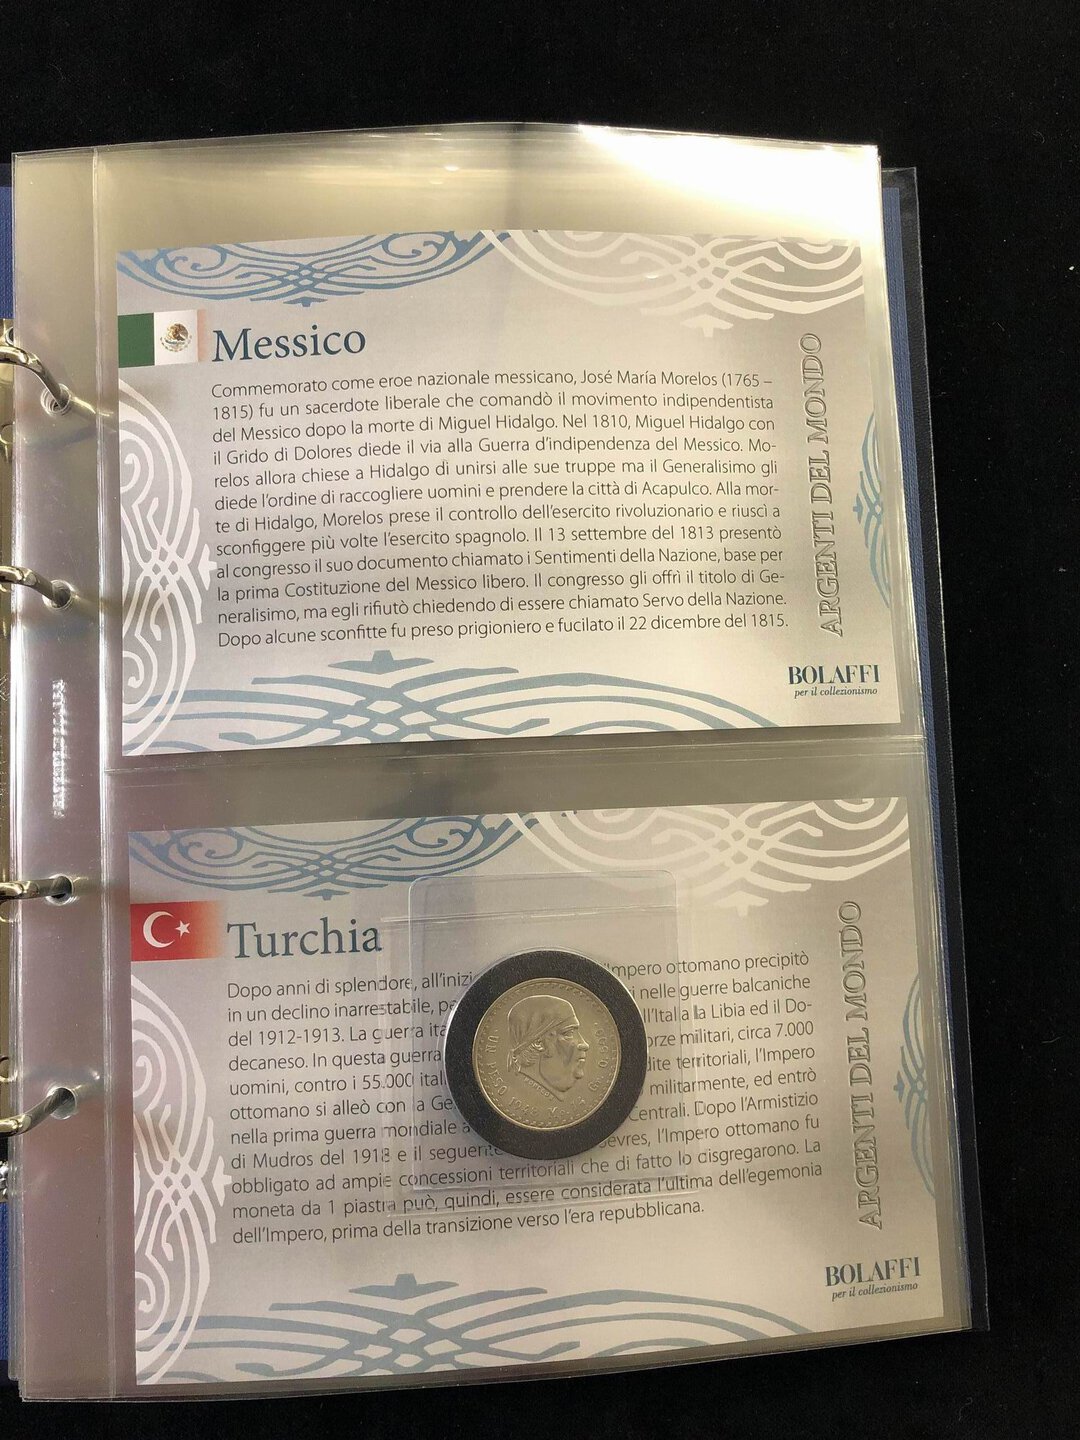 Messico
Commemorato come eroe nazionale messicano, José María Morelos (1765 –
1815) fu un sacerdote liberale che comandò il movimento indipendentista
del Messico dopo la morte di Miguel Hidalgo. Nel 1810, Miguel Hidalgo con
il Grido di Dolores diede il via alla Guerra d'indipendenza del Messico. Mo-
relos allora chiese a Hidalgo di unirsi alle sue truppe ma il Generalisimo gli
diede l'ordine di raccogliere uomini e prendere la città di Acapulco. Alla mor-
te di Hidalgo, Morelos prese il controllo dell'esercito rivoluzionario e riuscì a
sconfiggere più volte l'esercito spagnolo. Il 13 settembre del 1813 presentò
al congresso il suo documento chiamato i Sentimenti della Nazione, base per
la prima Costituzione del Messico libero. Il congresso gli offrì il titolo di Ge-
neralisimo, ma egli rifiutò chiedendo di essere chiamato Servo della Nazione.
Dopo alcune sconfitte fu preso prigioniero e fucilato il 22 dicembre del 1815.
ARGENTI DEL MONDO
BOLAFFI
per il collezionismo
Turchia
Dopo anni di splendore, all'inizi Impero ottomano precipitò
in un declino inarrestabile, pa i nelle guerre balcaniche
del 1912-1913. La guerra ita ll'Italia la Libia ed il Do-
decaneso. In questa guerra orze militari, circa 7.000
uomini, contro i 55.000 ital dite territoriali, l'Impero
ottomano si alleò con la Ge militarmente, ed entrò
nella prima guerra mondiale a Centrali. Dopo l'Armistizio
di Mudros del 1918 e il seguente Sevres, l'Impero ottomano fu
obbligato ad ampie concessioni territoriali che di fatto lo disgregarono. La
moneta da 1 piastra può, quindi, essere considerata l'ultima dell'egemonia
dell'Impero, prima della transizione verso l'era repubblicana.
UN PESO 1948
ARGENTI DEL MONDO
BOLAFFI
per il collezionismo